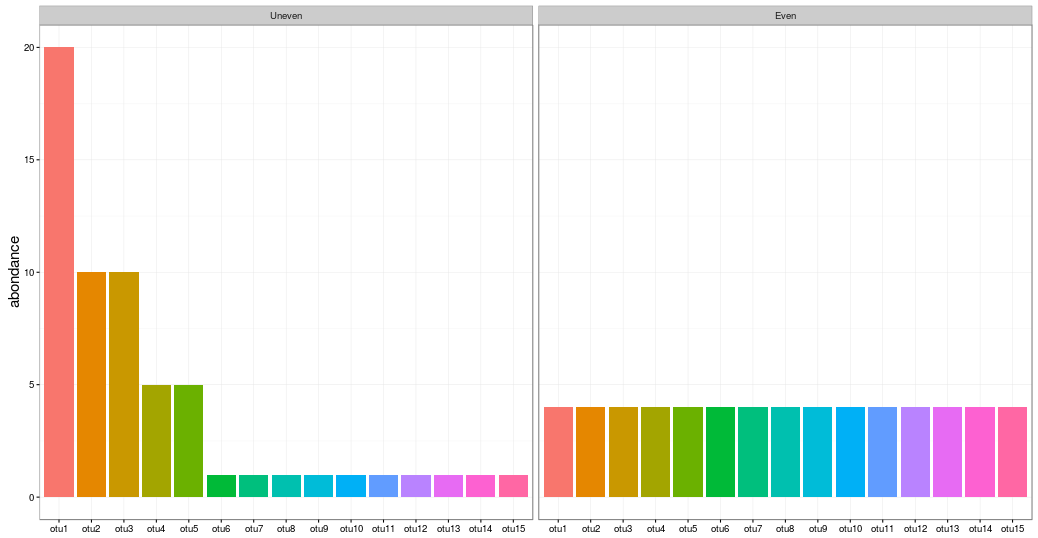 Uneven Even
abondance
20
15
10
5
0
otu1 otu2 otu3 otu4 otu5 otu6 otu7 otu8 otu9 otu10 otu11 otu12 otu13 otu14 otu15 otu1 otu2 otu3 otu4 otu5 otu6 otu7 otu8 otu9 otu10 otu11 otu12 otu13 otu14 otu15